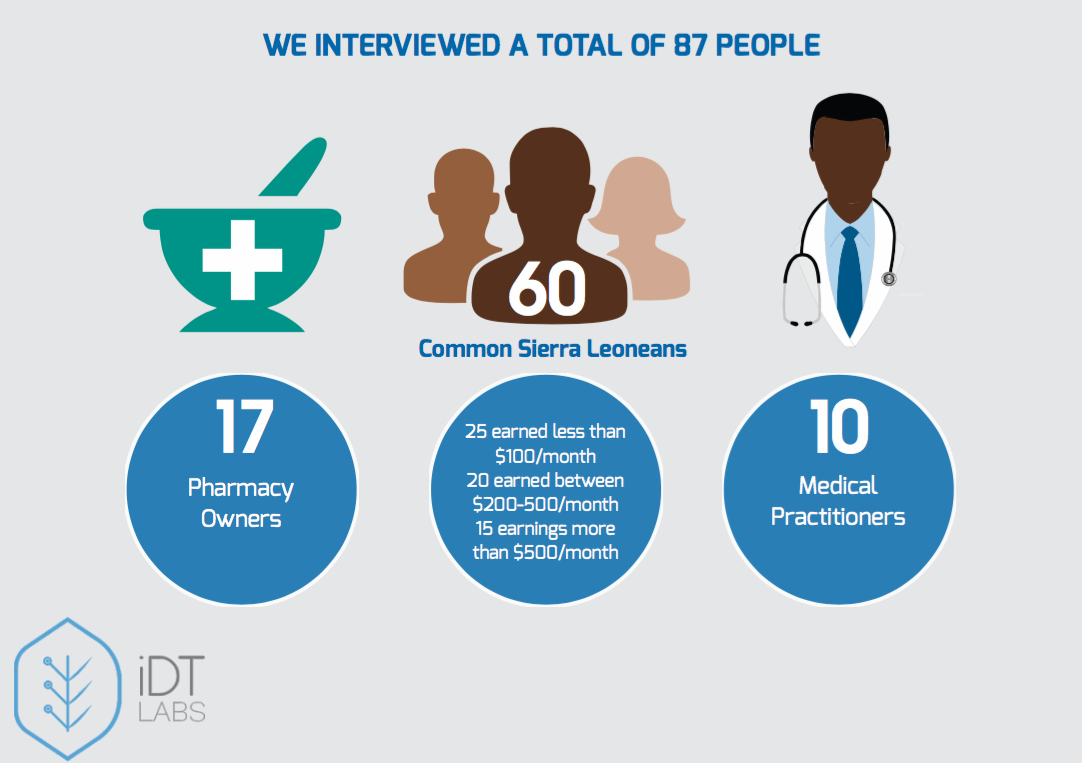 WE INTERVIEWED A TOTAL OF 87 PEOPLE
60
Common Sierra Leoneans
17
Pharmacy
Owners
25 earned less than
$100/month
20 earned between
$200-500/month
15 earnings more
than $500/month
10
Medical
Practitioners
iDT
LABS